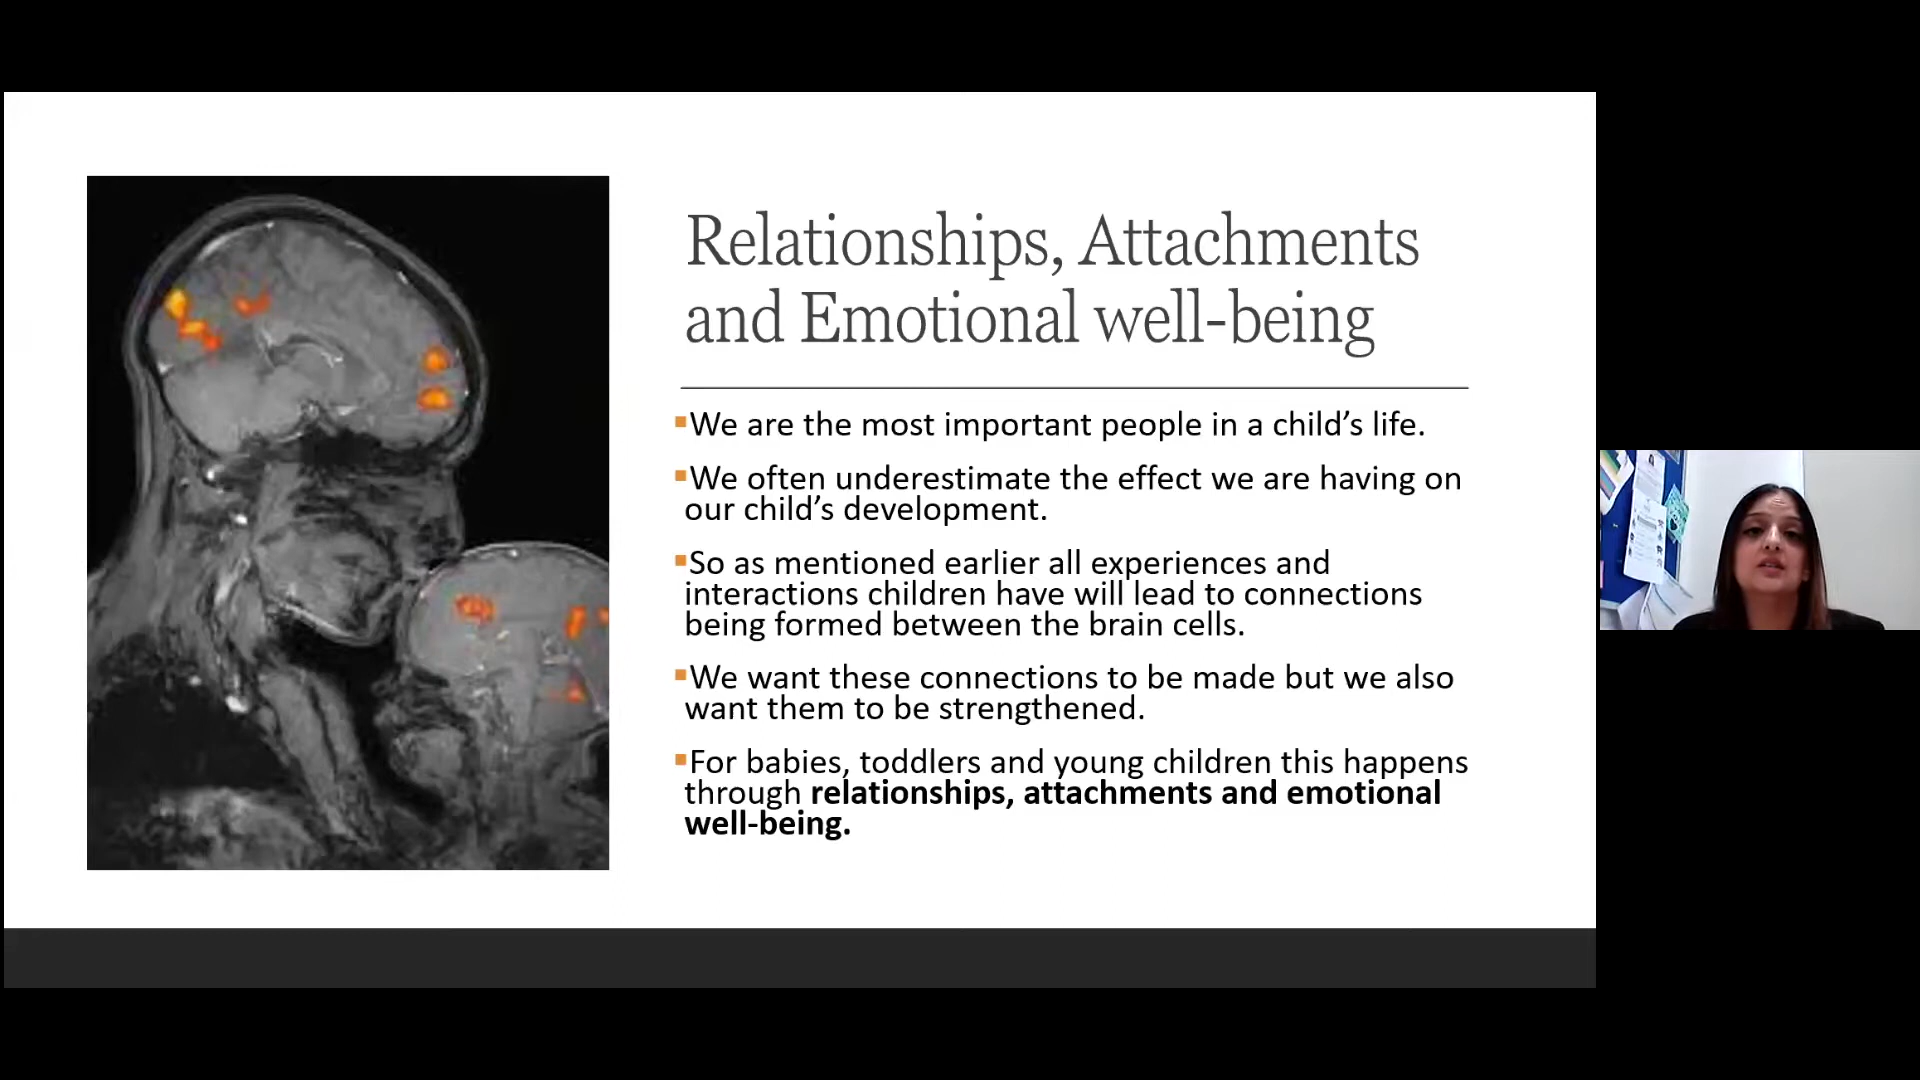 Relationships, Attachments
and Emotional well-being
▪We are the most important people in a child’s life.
▪We often underestimate the effect we are having on
our child’s development.
▪So as mentioned earlier all experiences and
interactions children have will lead to connections
being formed between the brain cells.
▪We want these connections to be made but we also
want them to be strengthened.
▪For babies, toddlers and young children this happens
through relationships, attachments and emotional
well-being.